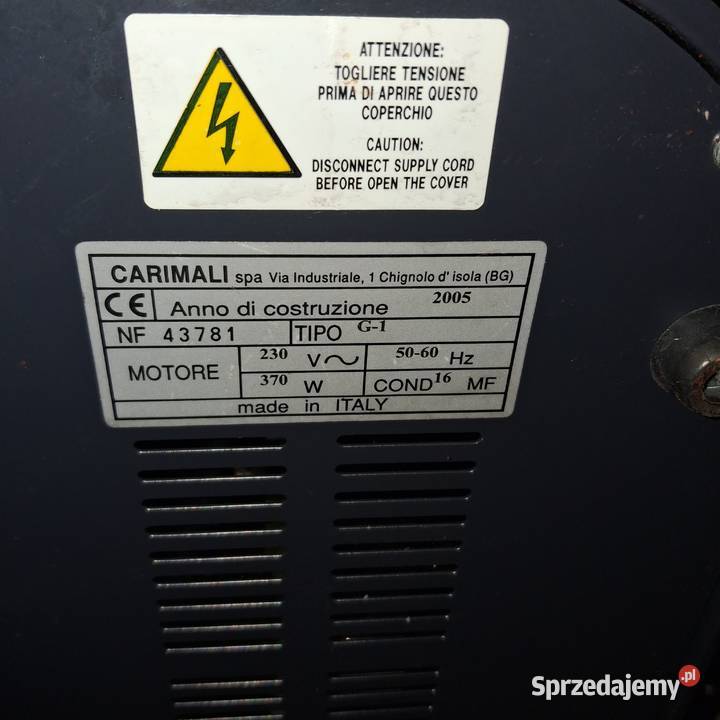 ATTENZIONE:
TOGLIERE TENSIONE
PRIMA DI APRIRE QUESTO
COPERCHIO
CAUTION:
DISCONNECT SUPPLY CORD
BEFORE OPEN THE COVER
CARIMALI spa Via Industriale, 1 Chignolo d' isola (BG)
CE Anno di costruzione 2005
NF 43781 TIPO G-1
MOTORE 230 V~ 50-60 Hz
370 W COND 16 MF
made in ITALY
Sprzedajemy.pl